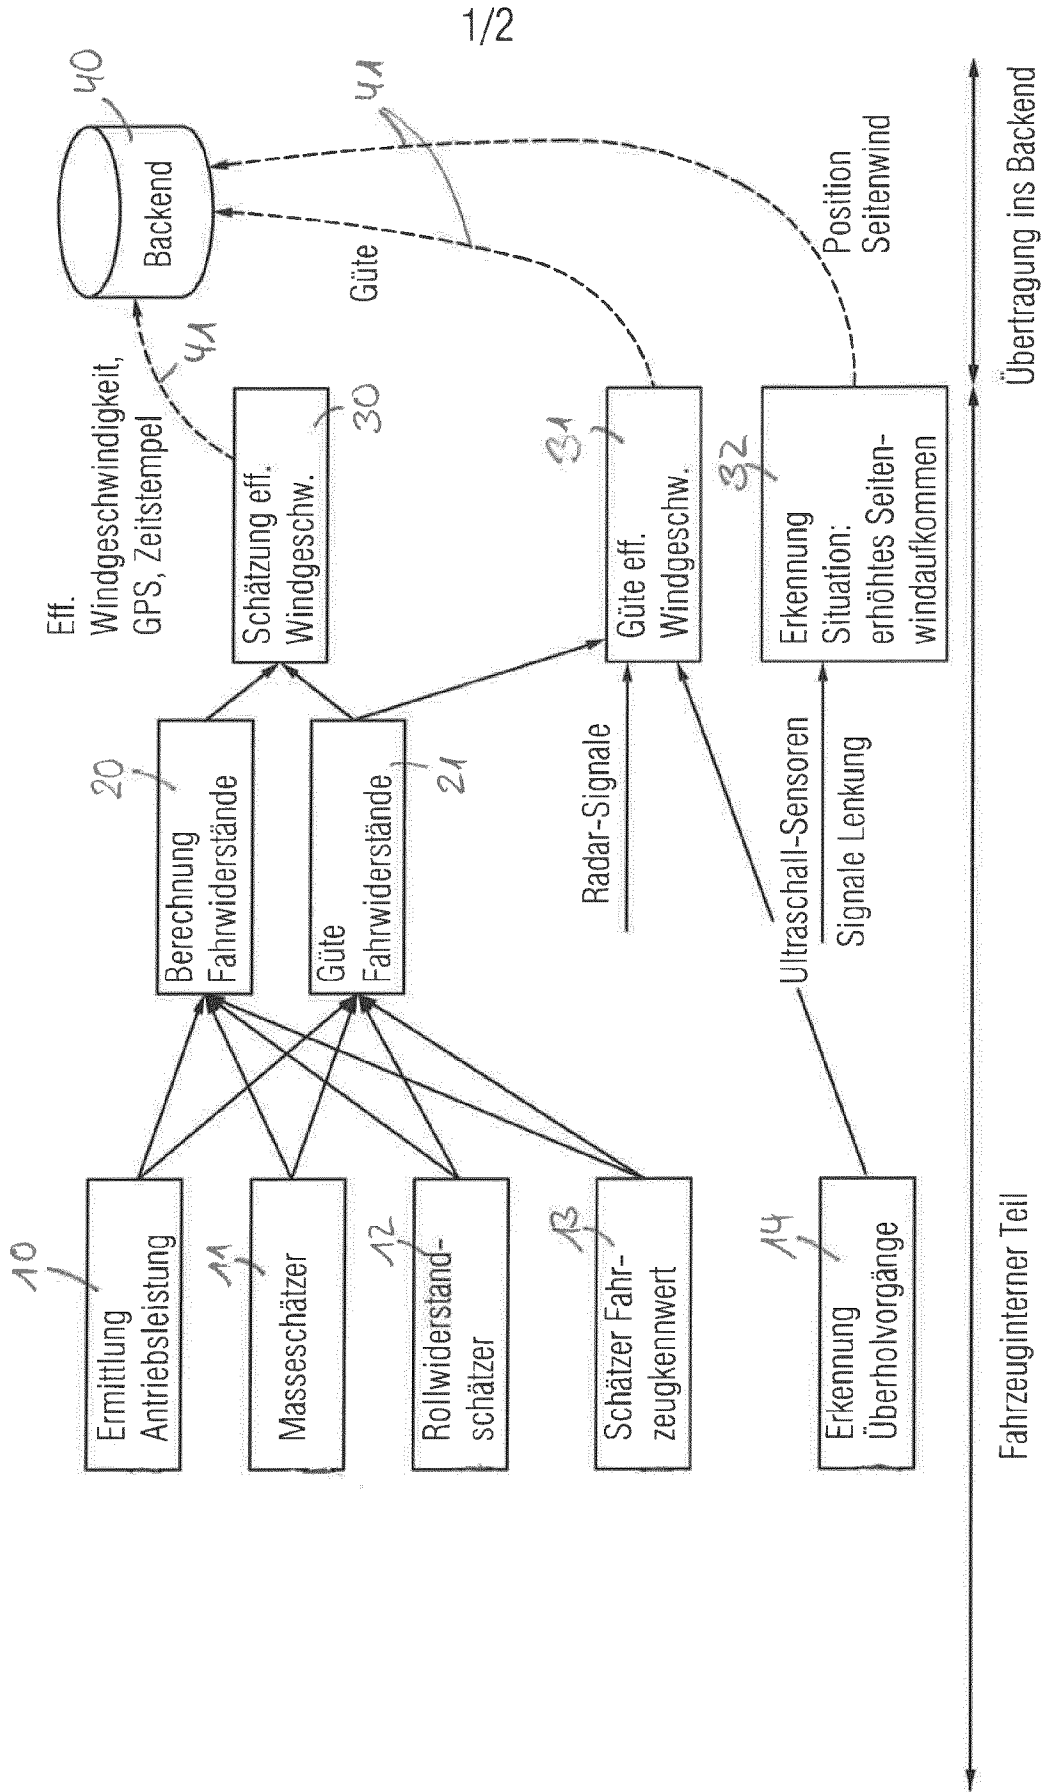 1/2
10
Ermittlung
Antriebsleistung
11
Masseschätzer
12
Rollwiderstand-
schätzer
13
Schätzer Fahr-
zeugkennwert
14
Erkennung
Überholvorgänge
20
Berechnung
Fahrwiderstände
Güte
Fahrwiderstände
21
Radar-Signale
Ultraschall-Sensoren
Signale Lenkung
Eff.
Windgeschwindigkeit,
GPS, Zeitstempel
41
Schätzung eff.
Windgeschw.
30
31
Güte eff.
Windgeschw.
32
Erkennung
Situation:
erhöhtes Seiten-
windaufkommen
40
Backend
Güte
41
Position
Seitenwind
Fahrzeuginterner Teil
Übertragung ins Backend